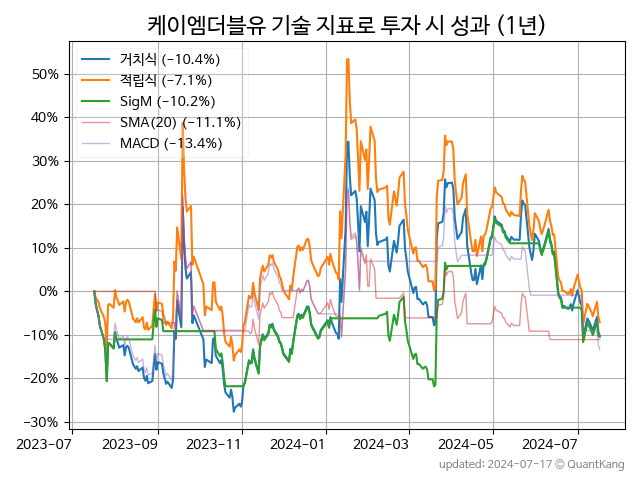 케이엠더블유 기술 지표로 투자 시 성과 (1년)
거치식 (−10.4%)
적립식 (−7.1%)
SigM (−10.2%)
SMA(20) (−11.1%)
MACD (−13.4%)
50%
40%
30%
20%
10%
0%
−10%
−20%
−30%
2023-07 2023-09 2023-11 2024-01 2024-03 2024-05 2024-07
updated: 2024-07-17 © QuantKang